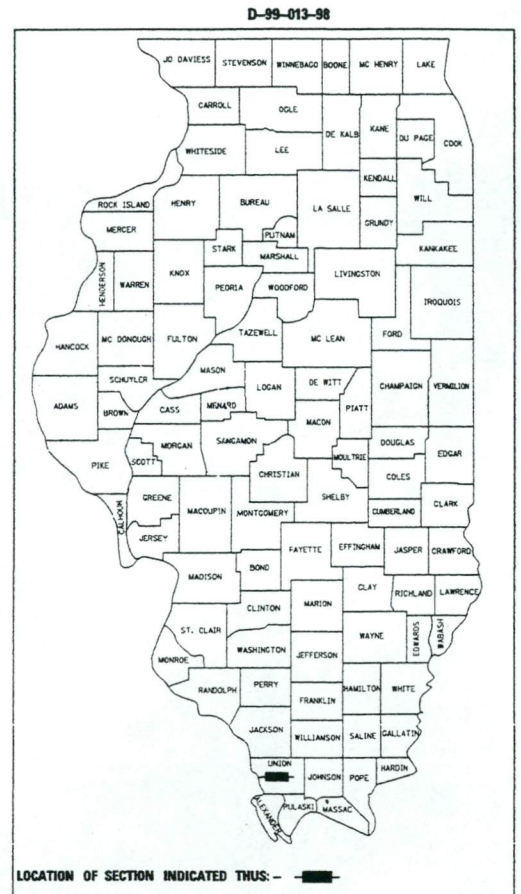 D-99-013-98
JO DAVIESS STEVENSON WINNEBAGO BOONE MC HENRY LAKE
CARROLL OGLE
DE KALB KANE DU PAGE COOK
WHITESIDE LEE
KENDALL
ROCK ISLAND HENRY BUREAU LA SALLE WILL
MERCER PUTNAM GRUNDY
STARK MARSHALL KANKAKEE
HENDERSON WARREN KNOX PEORIA WOODFORD LIVINGSTON
IROQUOIS
TAZEWELL MC LEAN FORD
HANCOCK MC DONOUGH FULTON
MASON
SCHUYLER LOGAN DE WITT CHAMPAIGN VERMILION
ADAMS BROWN CASS MENARD PIATT
MACON
MORGAN SANGAMON DOUGLAS
PIKE SCOTT MOULTRIE EDGAR
CHRISTIAN COLES
GREENE SHELBY
CALHOUN MACOUPIN MONTGOMERY CUMBERLAND CLARK
JERSEY
FAYETTE EFFINGHAM JASPER CRAWFORD
MADISON BOND
CLAY RICHLAND LAWRENCE
CLINTON MARION
ST. CLAIR WAYNE EDWARDS WABASH
WASHINGTON JEFFERSON
MONROE
RANDOLPH PERRY HAMILTON WHITE
FRANKLIN
JACKSON WILLIAMSON SALINE GALLATIN
UNION HARDIN
JOHNSON POPE
ALEXANDER PULASKI MASSAC
LOCATION OF SECTION INDICATED THUS: -